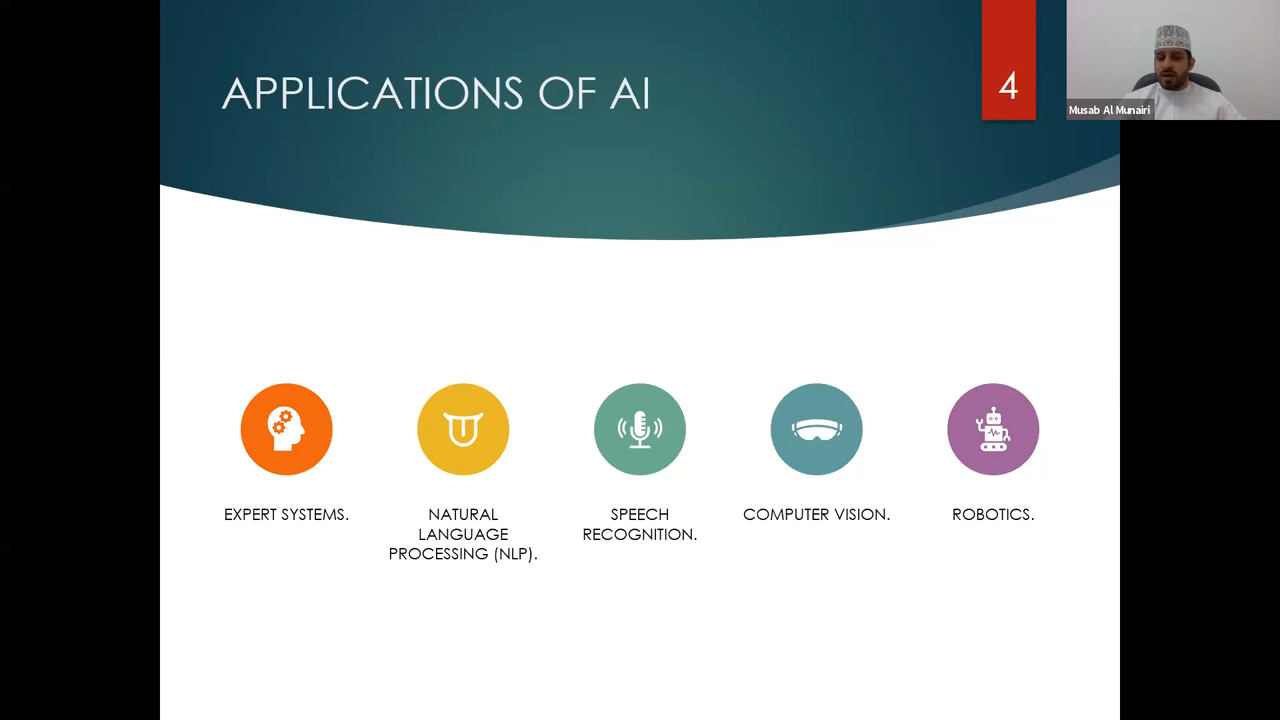 APPLICATIONS OF AI
4
Musab Al Munairi
EXPERT SYSTEMS.
NATURAL
LANGUAGE
PROCESSING (NLP).
SPEECH
RECOGNITION.
COMPUTER VISION.
ROBOTICS.